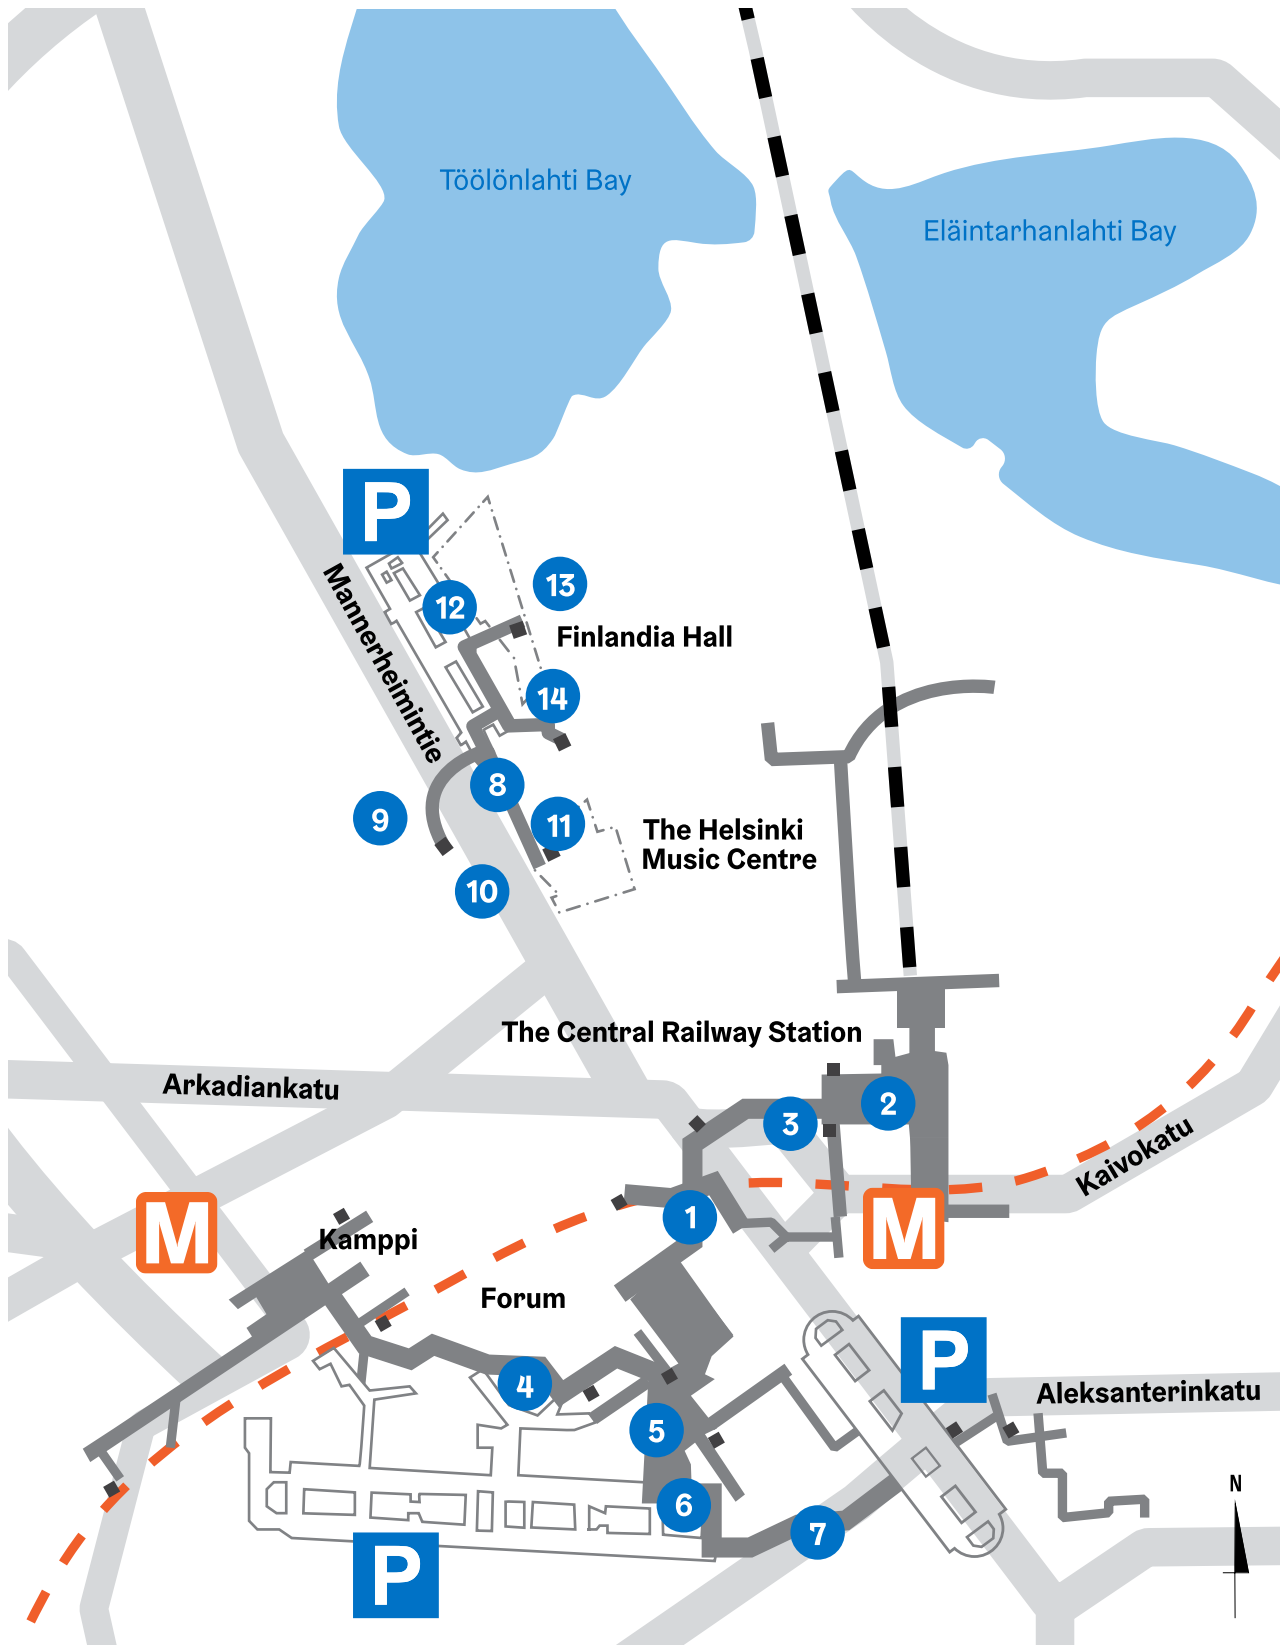 Töölönlahti Bay
Eläintarhanlahti Bay
P
Mannerheimintie
13
12
Finlandia Hall
14
8
9
11
The Helsinki
Music Centre
10
The Central Railway Station
Arkadiankatu
2
3
Kaivokatu
M
1
M
Kamppi
Forum
P
4
Aleksanterinkatu
5
N
6
7
P